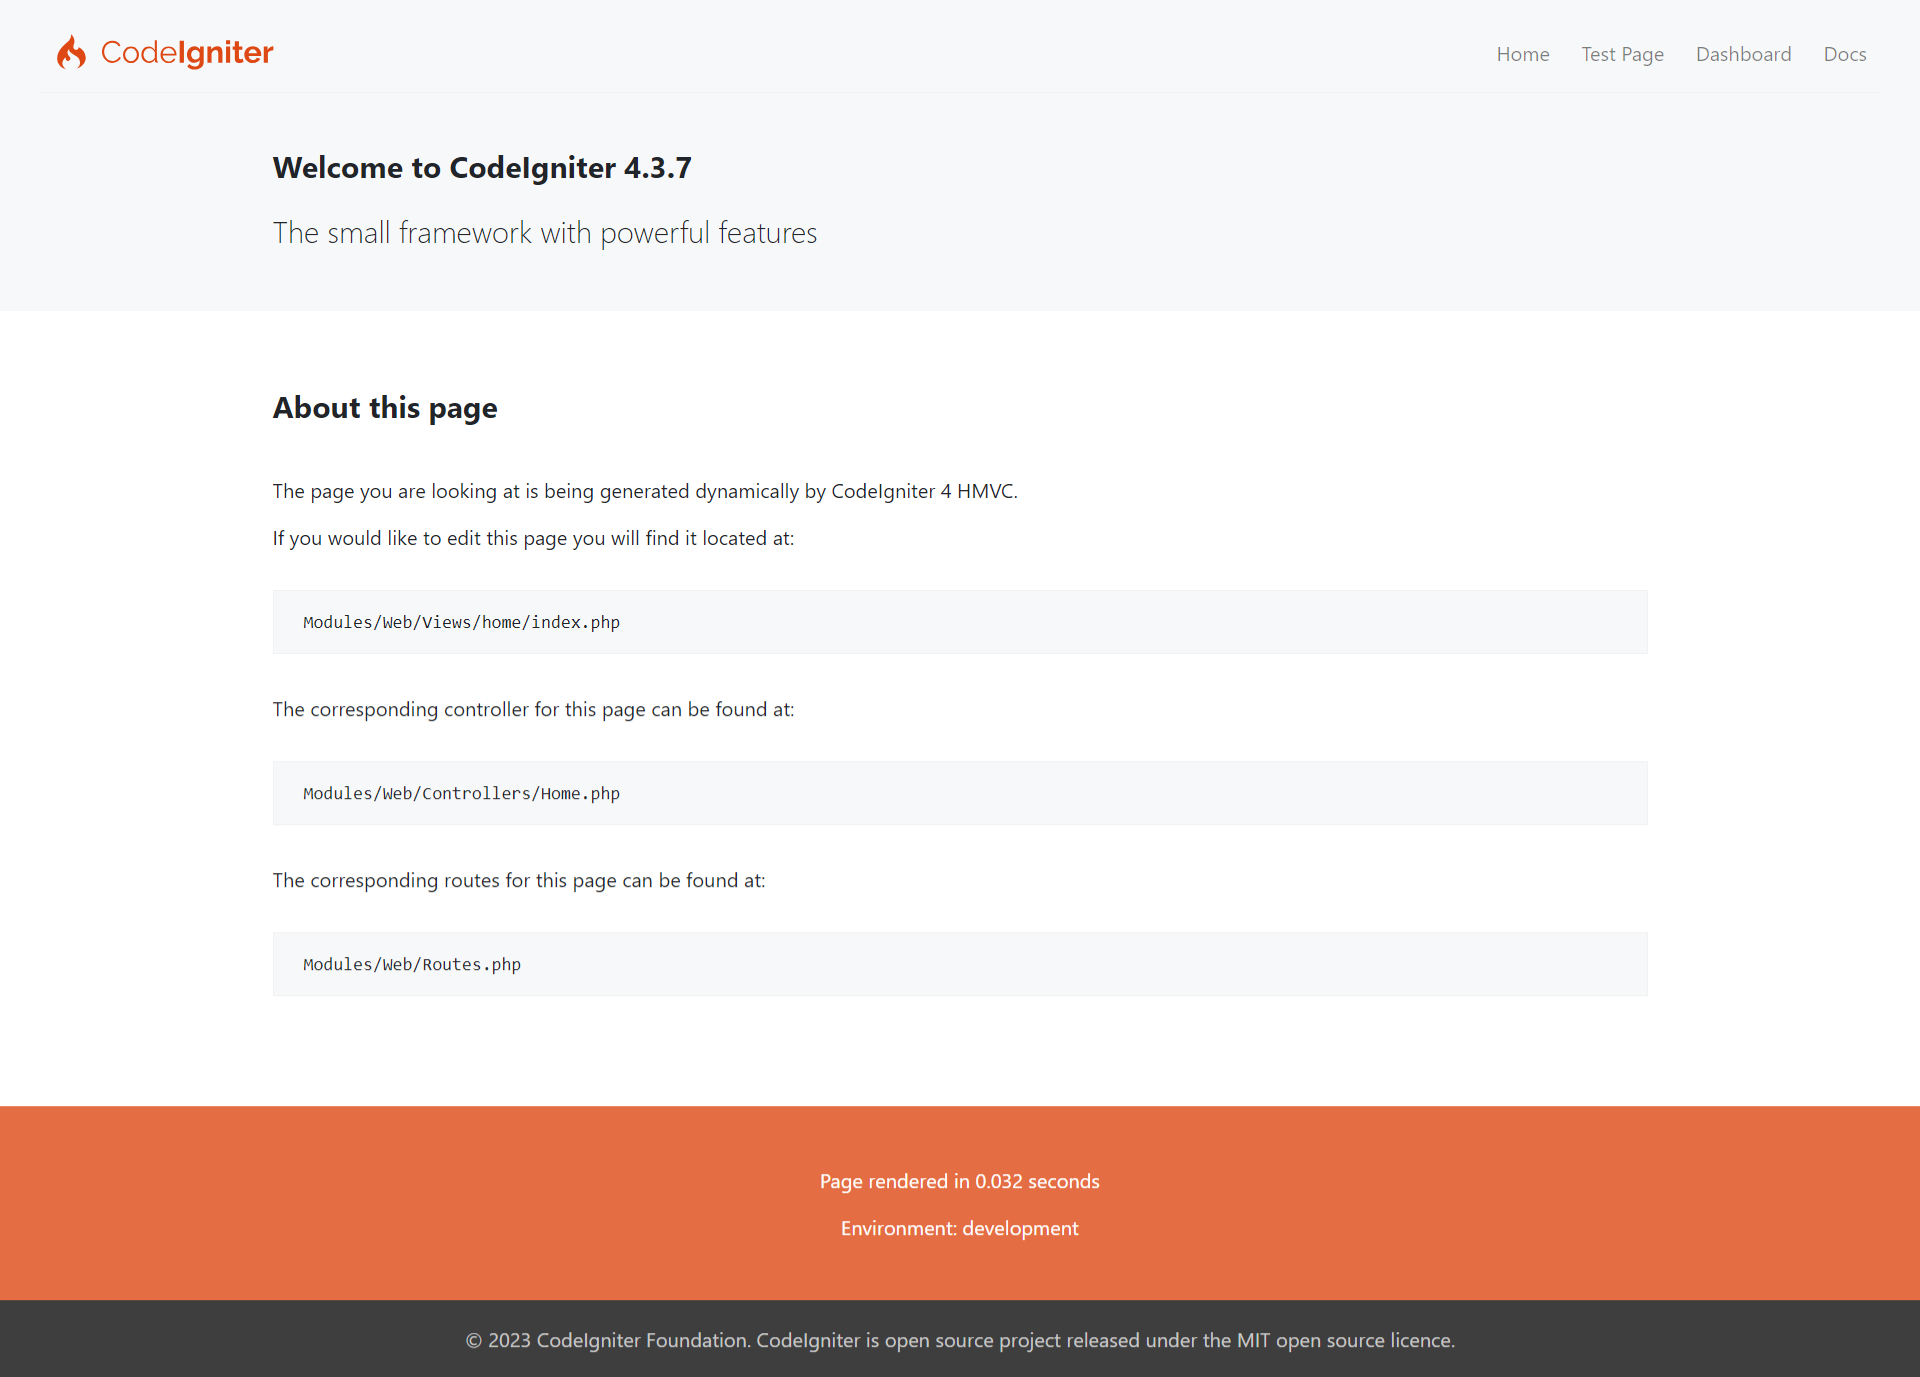 CodeIgniter
Home Test Page Dashboard Docs
Welcome to CodeIgniter 4.3.7
The small framework with powerful features
About this page
The page you are looking at is being generated dynamically by CodeIgniter 4 HMVC.
If you would like to edit this page you will find it located at:
Modules/Web/Views/home/index.php
The corresponding controller for this page can be found at:
Modules/Web/Controllers/Home.php
The corresponding routes for this page can be found at:
Modules/Web/Routes.php
Page rendered in 0.032 seconds
Environment: development
© 2023 CodeIgniter Foundation. CodeIgniter is open source project released under the MIT open source licence.